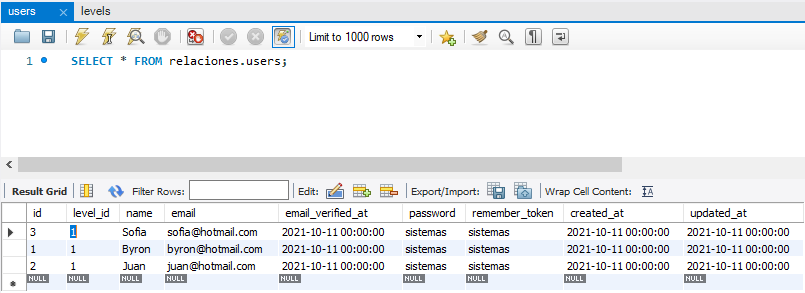 users levels
Limit to 1000 rows
1 SELECT * FROM relaciones.users;
Result Grid Filter Rows: Edit: Export/Import: Wrap Cell Content:
id level_id name email email_verified_at password remember_token created_at updated_at
3 1 Sofia sofia@hotmail.com 2021-10-11 00:00:00 sistemas sistemas 2021-10-11 00:00:00 2021-10-11 00:00:00
1 1 Byron byron@hotmail.com 2021-10-11 00:00:00 sistemas sistemas 2021-10-11 00:00:00 2021-10-11 00:00:00
2 1 Juan juan@hotmail.com 2021-10-11 00:00:00 sistemas sistemas 2021-10-11 00:00:00 2021-10-11 00:00:00
NULL NULL NULL NULL NULL NULL NULL NULL NULL